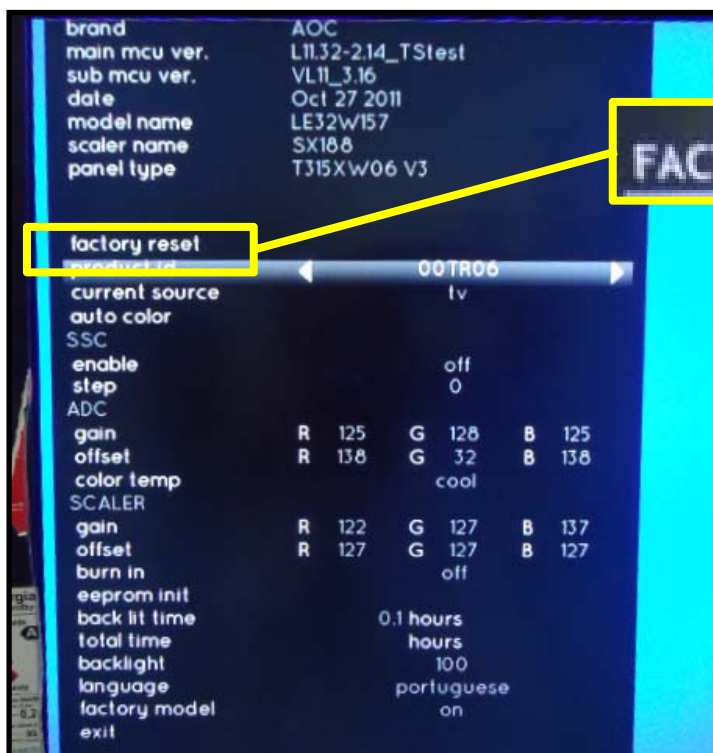 brand AOC
main mcu ver. L11.32-2.14_TStest
sub mcu ver. VL11_3.16
date Oct 27 2011
model name LE32W157
scaler name SX188
panel type T315XW06 V3
FAC
factory reset
product id 00TR06
current source tv
auto color
SSC
enable off
step 0
ADC
gain R 125 G 128 B 125
offset R 138 G 32 B 138
color temp cool
SCALER
gain R 122 G 127 B 137
offset R 127 G 127 B 127
burn in off
eeprom init
back lit time 0.1 hours
total time hours
backlight 100
language portuguese
factory model on
exit